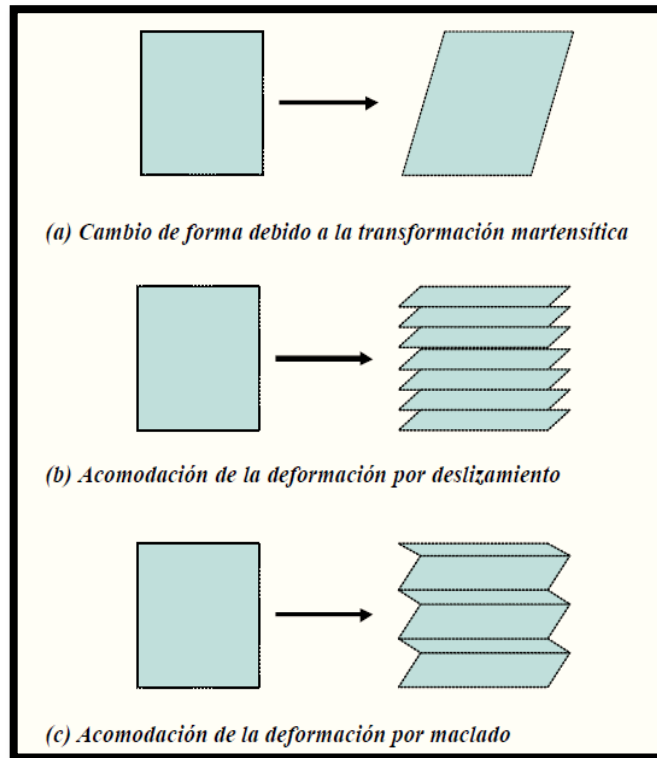 (a) Cambio de forma debido a la transformación martensítica
(b) Acomodación de la deformación por deslizamiento
(c) Acomodación de la deformación por maclado